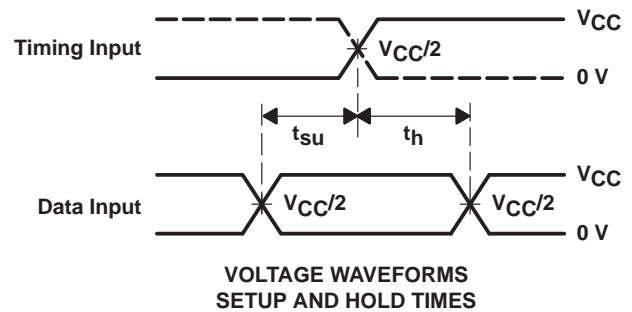 VCC
Timing Input
VCC/2
0 V
tsu
th
VCC
Data Input
VCC/2
VCC/2
0 V
VOLTAGE WAVEFORMS
SETUP AND HOLD TIMES